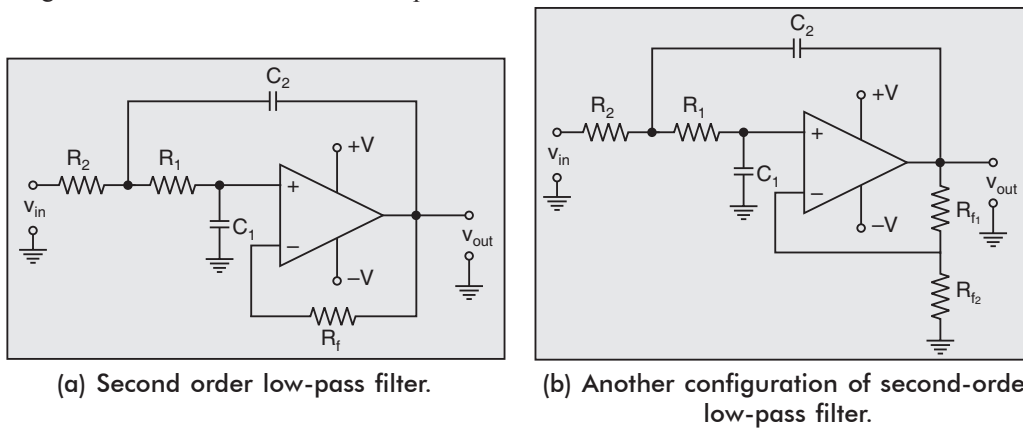 C2
R2
R1
+V
+
vin
C1
−
vout
−V
Rf
(a) Second order low-pass filter.
C2
R2
R1
+V
+
vin
C1
−
vout
−V
Rf1
Rf2
(b) Another configuration of second-orde
low-pass filter.